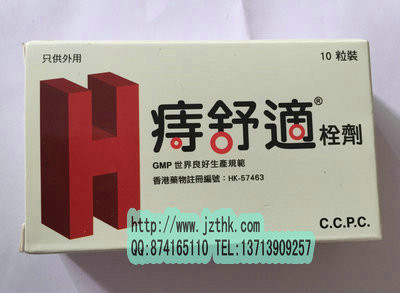 只供外用
10 粒裝
H
痔舒適® 栓劑
GMP 世界良好生產規範
香港藥物註冊編號：HK-57463
C.C.P.C.
http://www.jzthk.com
QQ:874165110 TEL:13713909257